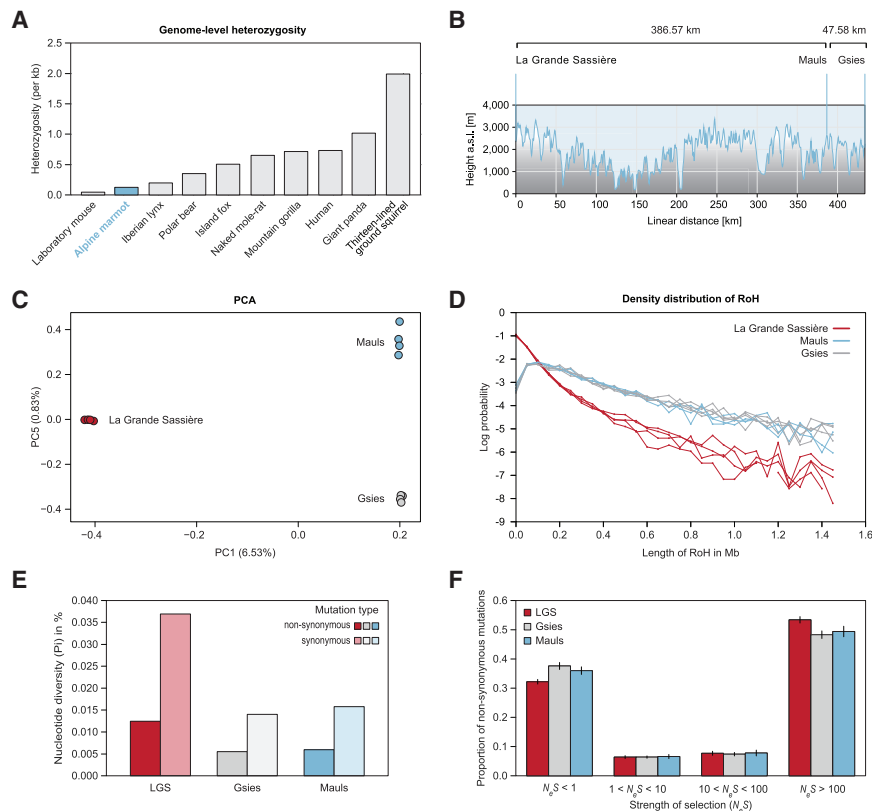 A
Genome-level heterozygosity
Heterozygosity (per kb)
2.5
2.0
1.5
1.0
0.5
0.0
Laboratory mouse
Alpine marmot
Iberian lynx
Polar bear
Island fox
Naked mole-rat
Mountain gorilla
Human
Giant panda
Thirteen-lined
ground squirrel
B
386.57 km
47.58 km
La Grande Sassière
Mauls
Gsies
Height a.s.l. [m]
4,000
3,000
2,000
1,000
0
0 50 100 150 200 250 300 350 400
Linear distance [km]
C
PCA
PC5 (0.83%)
0.4
0.2
0.0
−0.2
−0.4
Mauls
La Grande Sassière
Gsies
−0.4 −0.2 0.0 0.2
PC1 (6.53%)
D
Density distribution of RoH
Log probability
-0
-1
-2
-3
-4
-5
-6
-7
-8
-9
La Grande Sassière
Mauls
Gsies
0.0 0.2 0.4 0.6 0.8 1.0 1.2 1.4 1.6
Length of RoH in Mb
E
Nucleotide diversity (Pi) in %
0.040
0.035
0.030
0.025
0.020
0.015
0.010
0.005
0.000
Mutation type
non-synonymous
synonymous
LGS Gsies Mauls
F
Proportion of non-synonymous mutations
0.6
0.5
0.4
0.3
0.2
0.1
0.0
LGS
Gsies
Mauls
NeS < 1 1 < NeS < 10 10 < NeS < 100 NeS > 100
Strength of selection (NeS)